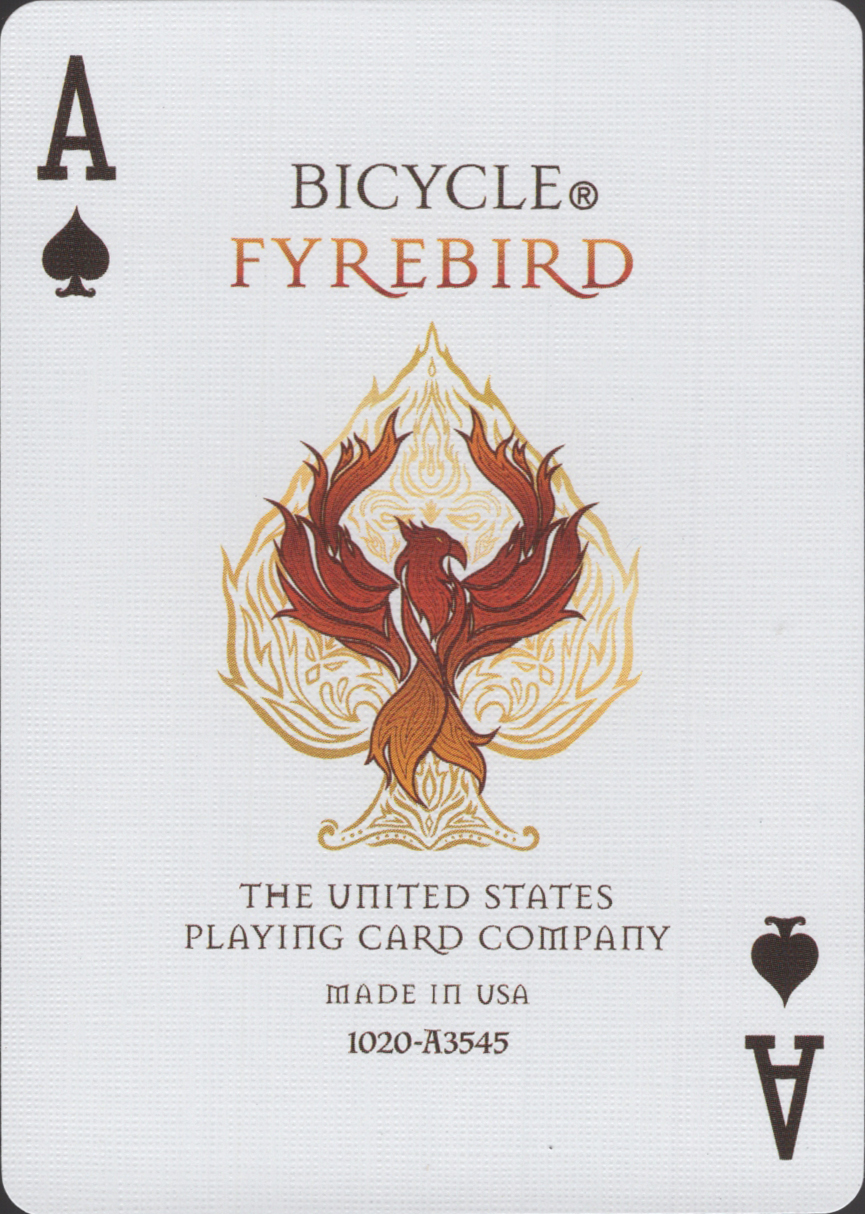 A
BICYCLE®
FYREBIRD
THE UNITED STATES
PLAYING CARD COMPANY
MADE IN USA
1020-A3545
A